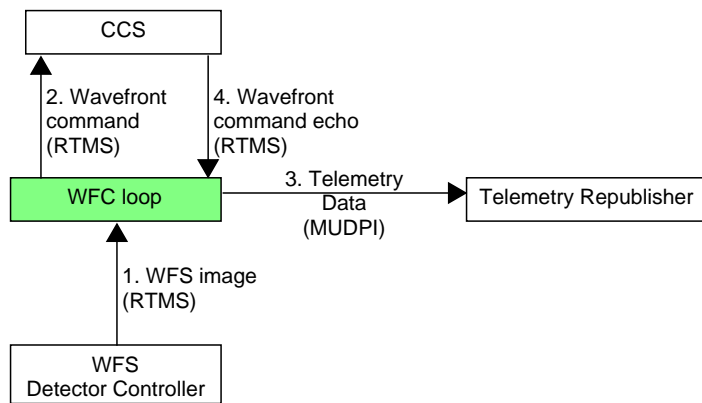 CCS
2. Wavefront
command
(RTMS)
4. Wavefront
command echo
(RTMS)
WFC loop
3. Telemetry
Data
(MUDPI)
Telemetry Republisher
1. WFS image
(RTMS)
WFS
Detector Controller